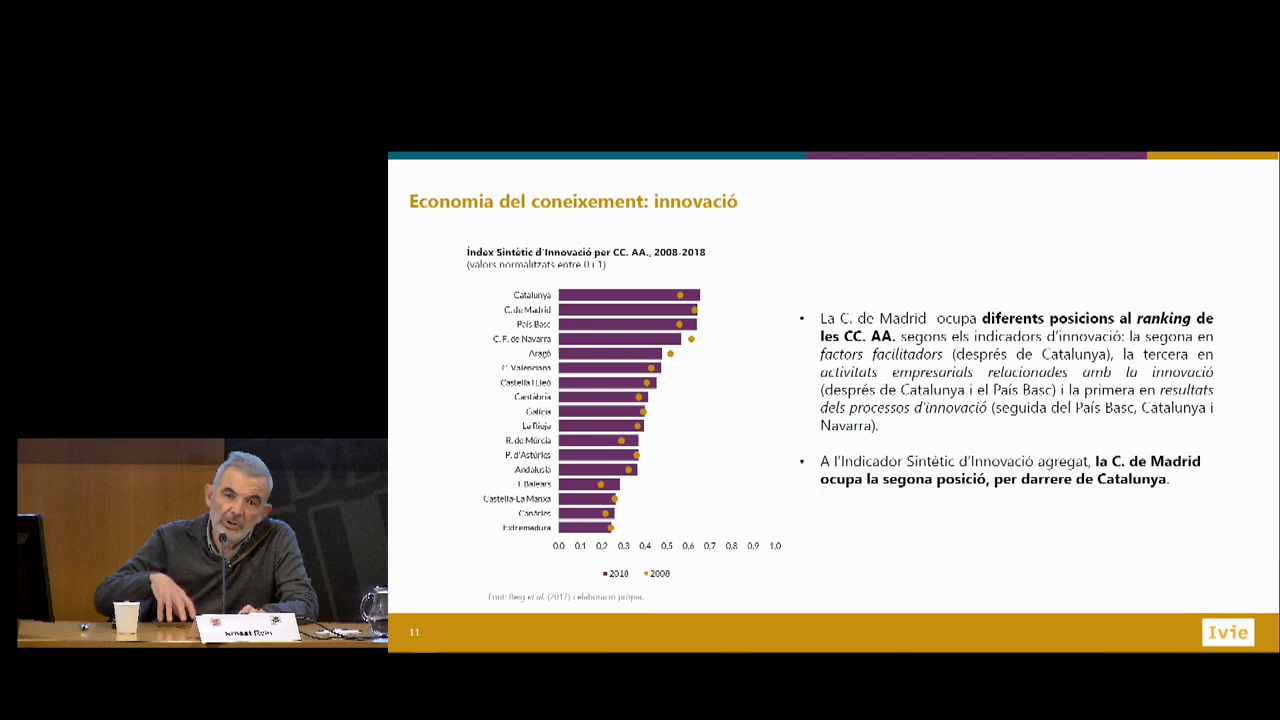 Economia del coneixement: innovació
Índex Sintètic d'Innovació per CC. AA., 2008-2018
(valors normalitzats entre 0 i 1)
Catalunya
C. de Madrid
País Basc
C. F. de Navarra
Aragó
C. Valenciana
Castella i Lleó
Cantàbria
Galícia
La Rioja
R. de Múrcia
P. d'Astúries
Andalusia
I. Balears
Castella-La Manxa
Canàries
Extremadura
0,0 0,1 0,2 0,3 0,4 0,5 0,6 0,7 0,8 0,9 1,0
2018 2008
Font: Reig et al. (2017) i elaboració pròpia.
• La C. de Madrid ocupa diferents posicions al ranking de
les CC. AA. segons els indicadors d'innovació: la segona en
factors facilitadors (després de Catalunya), la tercera en
activitats empresarials relacionades amb la innovació
(després de Catalunya i el País Basc) i la primera en resultats
dels processos d'innovació (seguida del País Basc, Catalunya i
Navarra).
• A l'Indicador Sintètic d'Innovació agregat, la C. de Madrid
ocupa la segona posició, per darrere de Catalunya.
11
Ivie